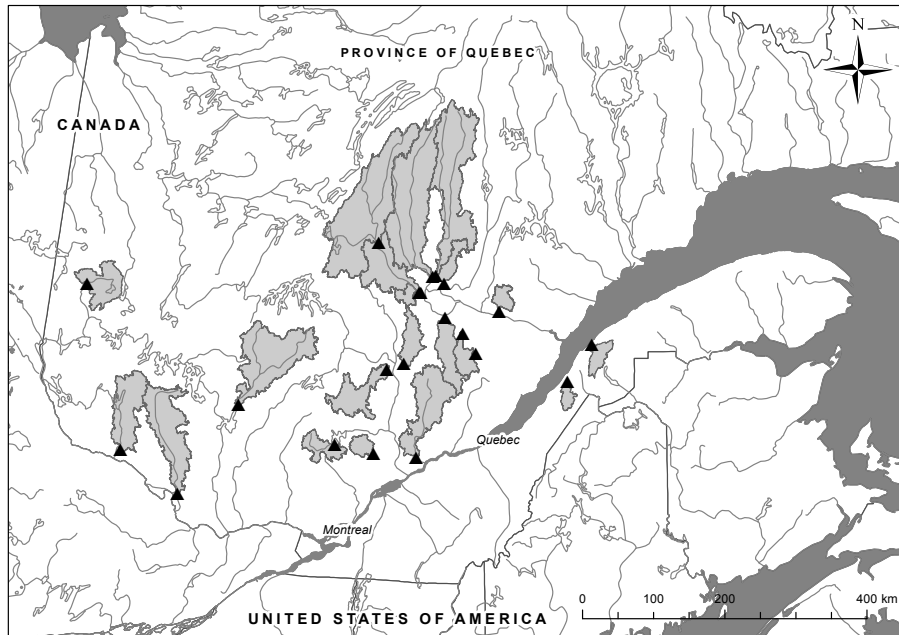 N
PROVINCE OF QUEBEC
CANADA
Quebec
Montreal
0 100 200 400 km
UNITED STATES OF AMERICA